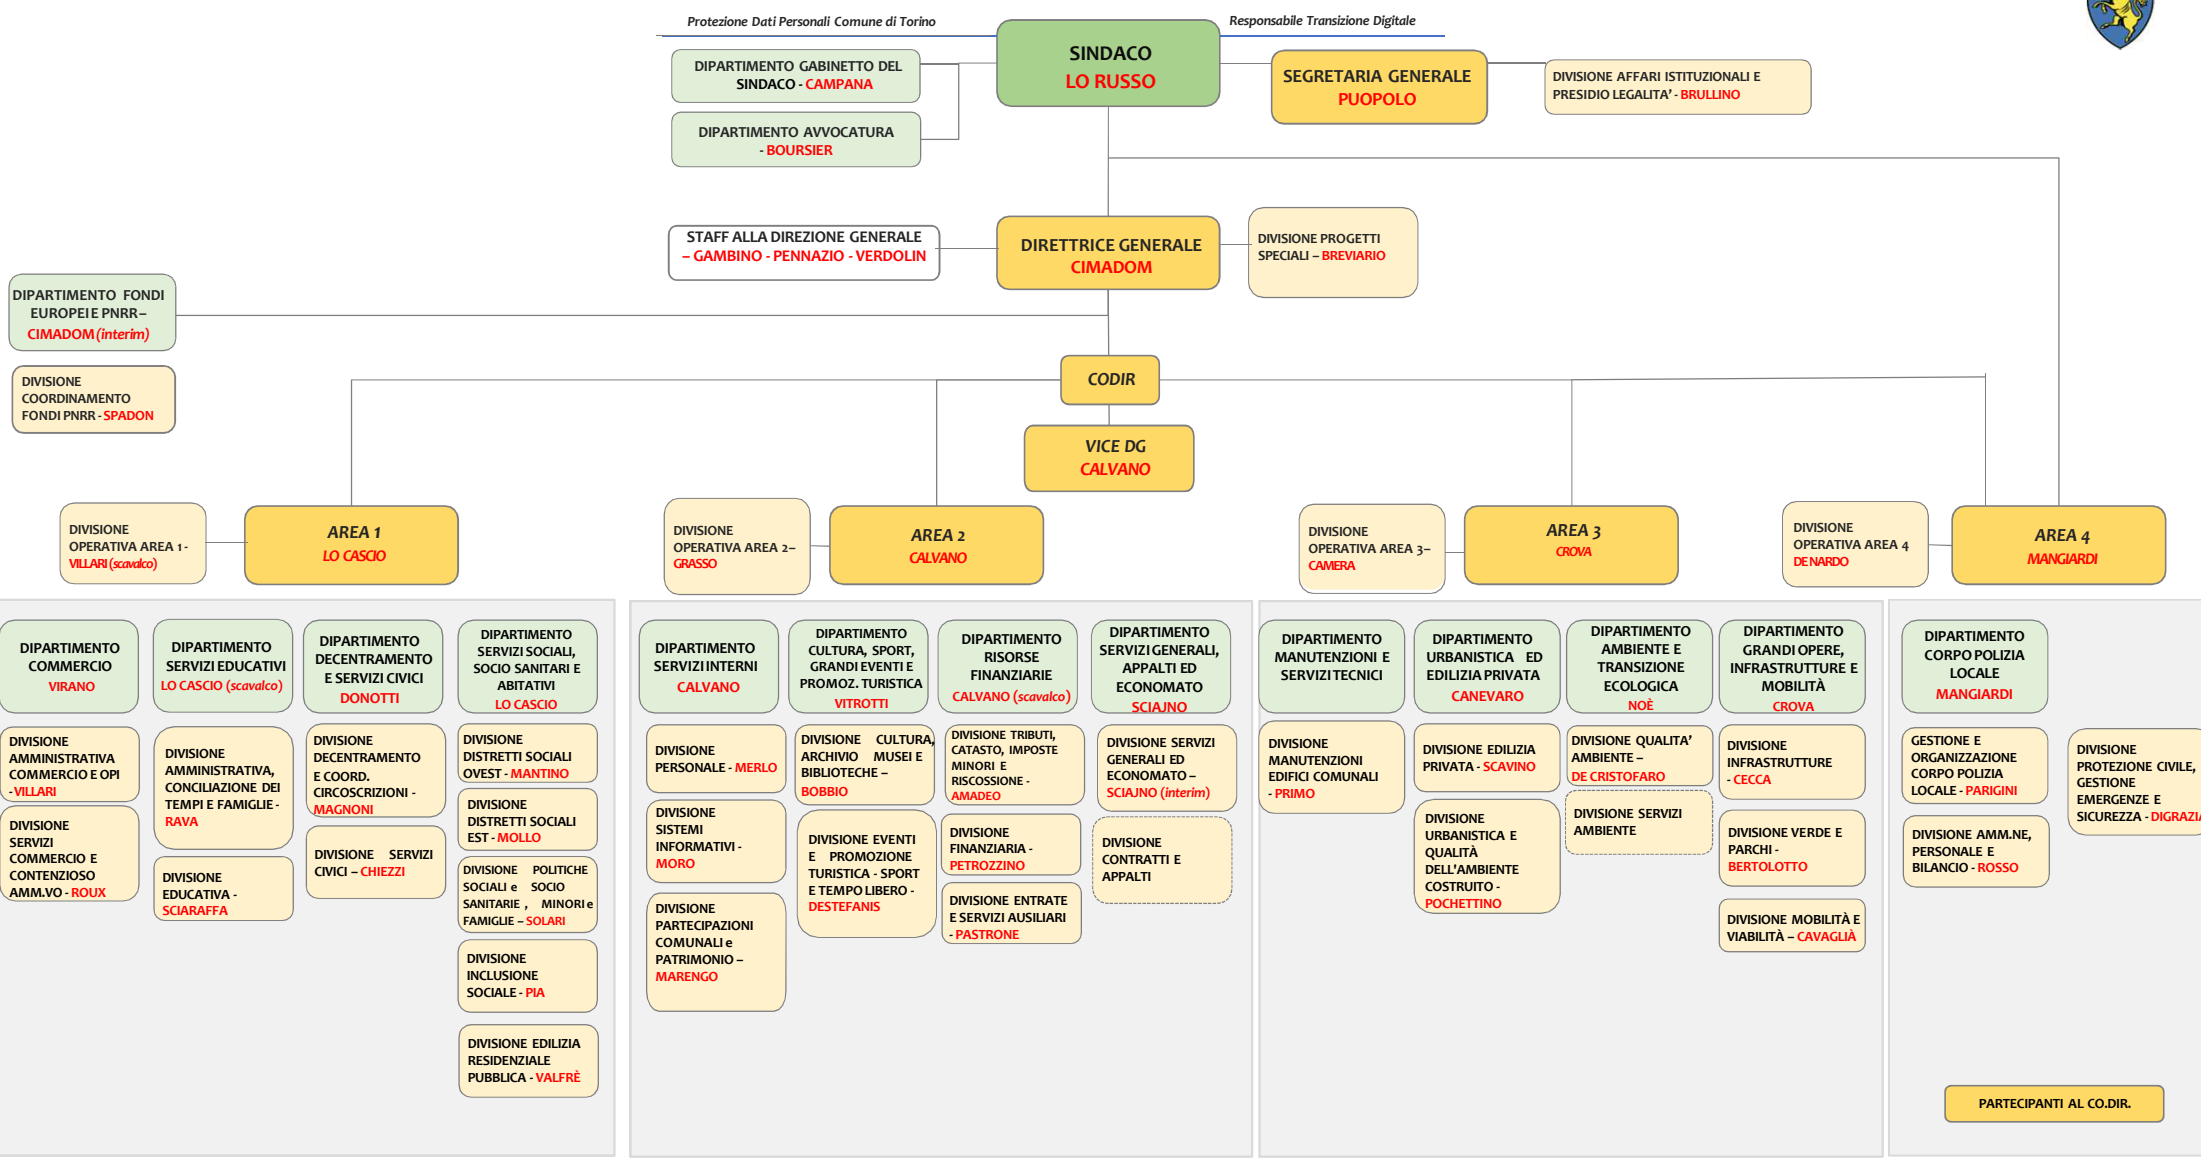 Protezione Dati Personali Comune di Torino
Responsabile Transizione Digitale
SINDACO
LO RUSSO
DIPARTIMENTO GABINETTO DEL
SINDACO - CAMPANA
DIPARTIMENTO AVVOCATURA
- BOURSIER
SEGRETARIA GENERALE
PUOPOLO
DIVISIONE AFFARI ISTITUZIONALI E
PRESIDIO LEGALITA' - BRULLINO
STAFF ALLA DIREZIONE GENERALE
– GAMBINO - PENNAZIO - VERDOLIN
DIRETTRICE GENERALE
CIMADOM
DIVISIONE PROGETTI
SPECIALI – BREVIARIO
DIPARTIMENTO FONDI
EUROPEI E PNRR –
CIMADOM (interim)
DIVISIONE
COORDINAMENTO
FONDI PNRR - SPADON
CODIR
VICE DG
CALVANO
DIVISIONE
OPERATIVA AREA 1 -
VILLARI (scavalco)
AREA 1
LO CASCIO
DIVISIONE
OPERATIVA AREA 2–
GRASSO
AREA 2
CALVANO
DIVISIONE
OPERATIVA AREA 3–
CAMERA
AREA 3
CROVA
DIVISIONE
OPERATIVA AREA 4
DE NARDO
AREA 4
MANGIARDI
DIPARTIMENTO
COMMERCIO
VIRANO
DIVISIONE
AMMINISTRATIVA
COMMERCIO E OPI
- VILLARI
DIVISIONE
SERVIZI
COMMERCIO E
CONTENZIOSO
AMM.VO - ROUX
DIPARTIMENTO
SERVIZI EDUCATIVI
LO CASCIO (scavalco)
DIVISIONE
AMMINISTRATIVA,
CONCILIAZIONE DEI
TEMPI E FAMIGLIE -
RAVA
DIVISIONE
EDUCATIVA -
SCIARAFFA
DIPARTIMENTO
DECENTRAMENTO
E SERVIZI CIVICI
DONOTTI
DIVISIONE
DECENTRAMENTO
E COORD.
CIRCOSCRIZIONI -
MAGNONI
DIVISIONE SERVIZI
CIVICI – CHIEZZI
DIPARTIMENTO
SERVIZI SOCIALI,
SOCIO SANITARI E
ABITATIVI
LO CASCIO
DIVISIONE
DISTRETTI SOCIALI
OVEST - MANTINO
DIVISIONE
DISTRETTI SOCIALI
EST - MOLLO
DIVISIONE POLITICHE
SOCIALI e SOCIO
SANITARIE , MINORI e
FAMIGLIE – SOLARI
DIVISIONE
INCLUSIONE
SOCIALE - PIA
DIVISIONE EDILIZIA
RESIDENZIALE
PUBBLICA - VALFRÈ
DIPARTIMENTO
SERVIZI INTERNI
CALVANO
DIVISIONE
PERSONALE - MERLO
DIVISIONE
SISTEMI
INFORMATIVI -
MORO
DIVISIONE
PARTECIPAZIONI
COMUNALI e
PATRIMONIO –
MARENGO
DIPARTIMENTO
CULTURA, SPORT,
GRANDI EVENTI E
PROMOZ. TURISTICA
VITROTTI
DIVISIONE CULTURA,
ARCHIVIO MUSEI E
BIBLIOTECHE –
BOBBIO
DIVISIONE EVENTI
E PROMOZIONE
TURISTICA - SPORT
E TEMPO LIBERO -
DESTEFANIS
DIPARTIMENTO
RISORSE
FINANZIARIE
CALVANO (scavalco)
DIVISIONE TRIBUTI,
CATASTO, IMPOSTE
MINORI E
RISCOSSIONE -
AMADEO
DIVISIONE
FINANZIARIA -
PETROZZINO
DIVISIONE ENTRATE
E SERVIZI AUSILIARI
- PASTRONE
DIPARTIMENTO
SERVIZI GENERALI,
APPALTI ED
ECONOMATO
SCIAJNO
DIVISIONE SERVIZI
GENERALI ED
ECONOMATO –
SCIAJNO (interim)
DIVISIONE
CONTRATTI E
APPALTI
DIPARTIMENTO
MANUTENZIONI E
SERVIZI TECNICI
DIVISIONE
MANUTENZIONI
EDIFICI COMUNALI
- PRIMO
DIPARTIMENTO
URBANISTICA ED
EDILIZIA PRIVATA
CANEVARO
DIVISIONE EDILIZIA
PRIVATA - SCAVINO
DIVISIONE
URBANISTICA E
QUALITÀ
DELL'AMBIENTE
COSTRUITO -
POCHETTINO
DIPARTIMENTO
AMBIENTE E
TRANSIZIONE
ECOLOGICA
NOÈ
DIVISIONE QUALITA'
AMBIENTE –
DE CRISTOFARO
DIVISIONE SERVIZI
AMBIENTE
DIPARTIMENTO
GRANDI OPERE,
INFRASTRUTTURE E
MOBILITÀ
CROVA
DIVISIONE
INFRASTRUTTURE
- CECCA
DIVISIONE VERDE E
PARCHI -
BERTOLOTTO
DIVISIONE MOBILITÀ E
VIABILITÀ – CAVAGLIÀ
DIPARTIMENTO
CORPO POLIZIA
LOCALE
MANGIARDI
GESTIONE E
ORGANIZZAZIONE
CORPO POLIZIA
LOCALE - PARIGINI
DIVISIONE AMM.NE,
PERSONALE E
BILANCIO - ROSSO
DIVISIONE
PROTEZIONE CIVILE,
GESTIONE
EMERGENZE E
SICUREZZA - DIGRAZIA
PARTECIPANTI AL CO.DIR.